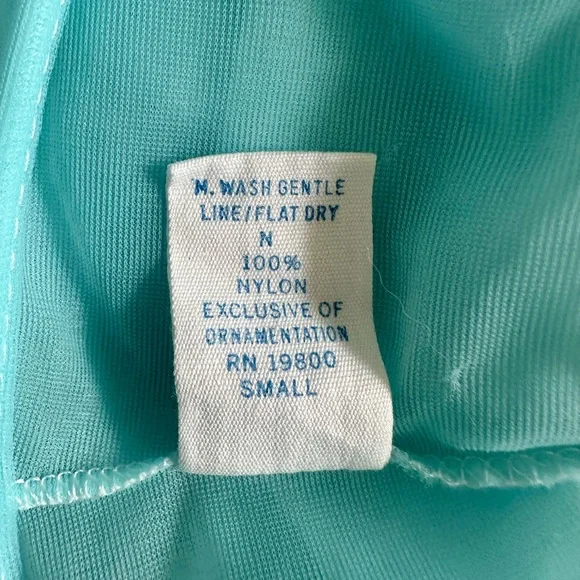 M. WASH GENTLE
LINE/FLAT DRY
N
100%
NYLON
EXCLUSIVE OF
ORNAMENTATION
RN 19800
SMALL